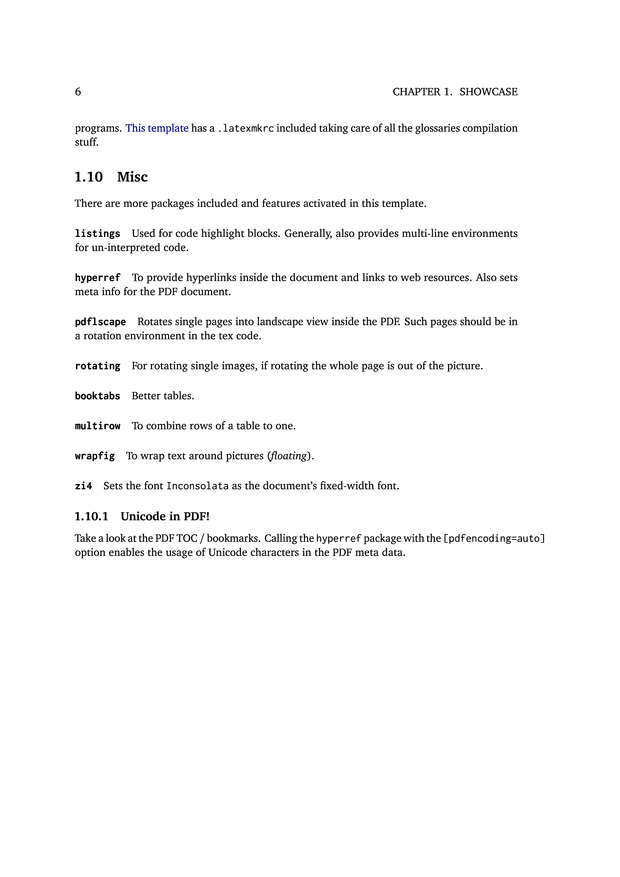 6 CHAPTER 1. SHOWCASE
programs. This template has a .latexmkrc included taking care of all the glossaries compilation
stuff.
1.10 Misc
There are more packages included and features activated in this template.
listings Used for code highlight blocks. Generally, also provides multi-line environments
for un-interpreted code.
hyperref To provide hyperlinks inside the document and links to web resources. Also sets
meta info for the PDF document.
pdflscape Rotates single pages into landscape view inside the PDF. Such pages should be in
a rotation environment in the tex code.
rotating For rotating single images, if rotating the whole page is out of the picture.
booktabs Better tables.
multirow To combine rows of a table to one.
wrapfig To wrap text around pictures (floating).
zi4 Sets the font Inconsolata as the document's fixed-width font.
1.10.1 Unicode in PDF!
Take a look at the PDF TOC / bookmarks. Calling the hyperref package with the [pdfencoding=auto]
option enables the usage of Unicode characters in the PDF meta data.